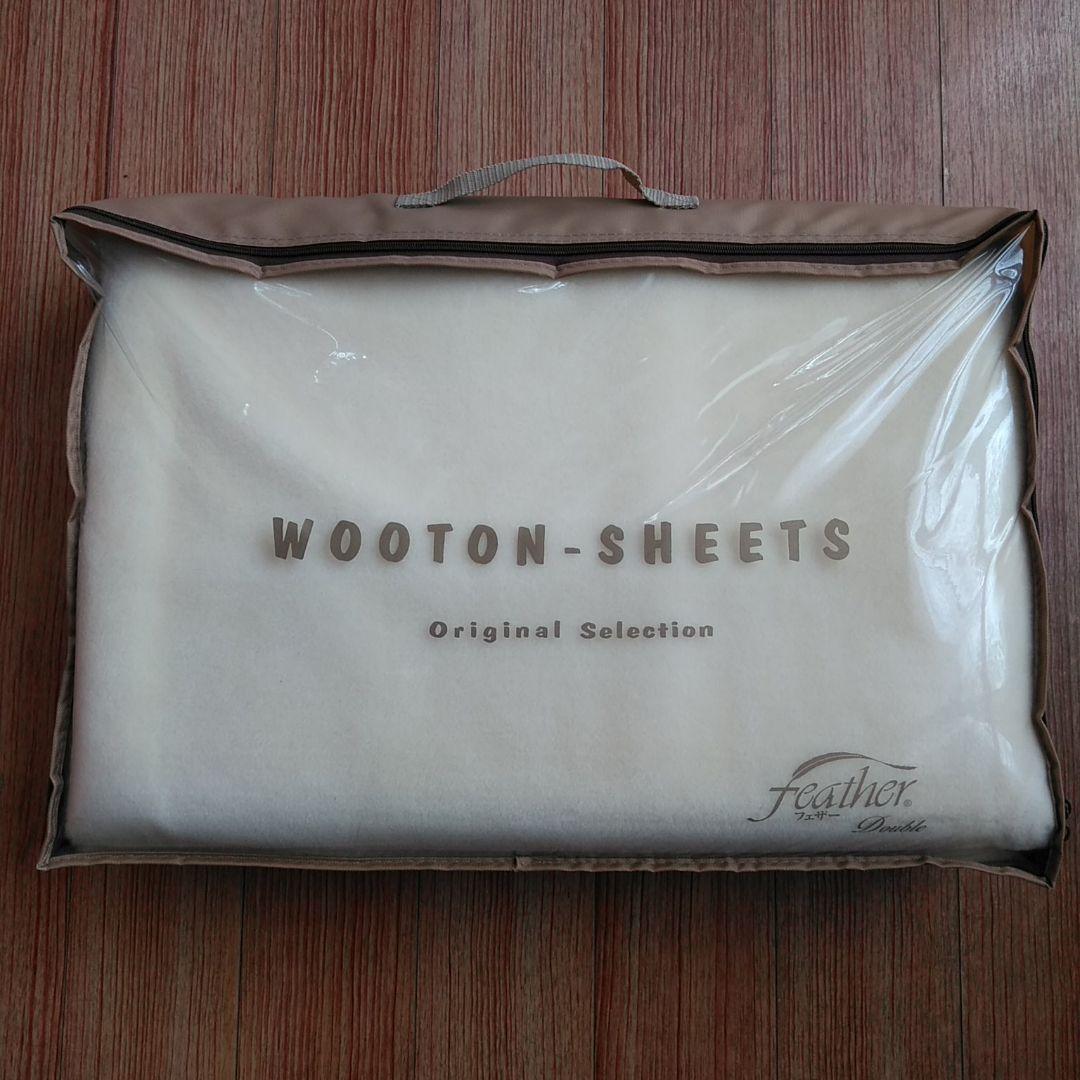 WOOTON-SHEETS
Original Selection
feather®
フェザー
Double